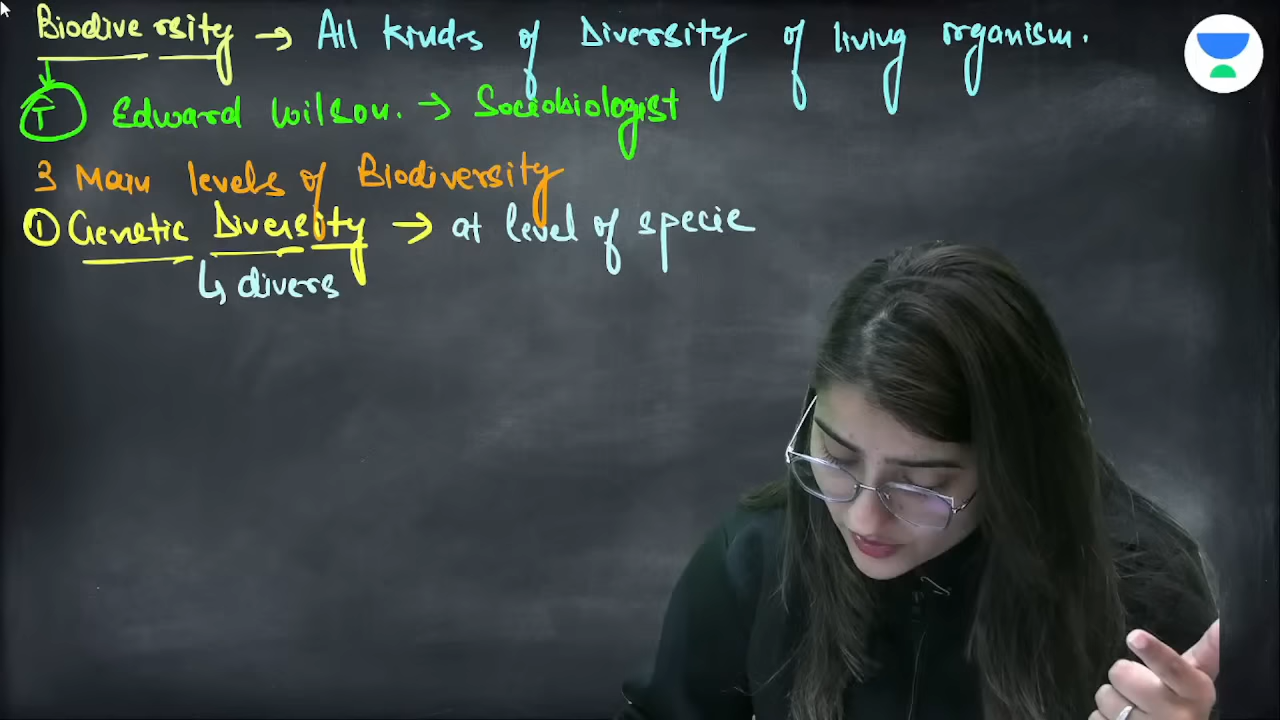 Biodiversity → All kinds of Diversity of living organism.
T Edward Wilson. → Sociobiologist
3 Main levels of Biodiversity
① Genetic Diversity → at level of specie
↳ divers